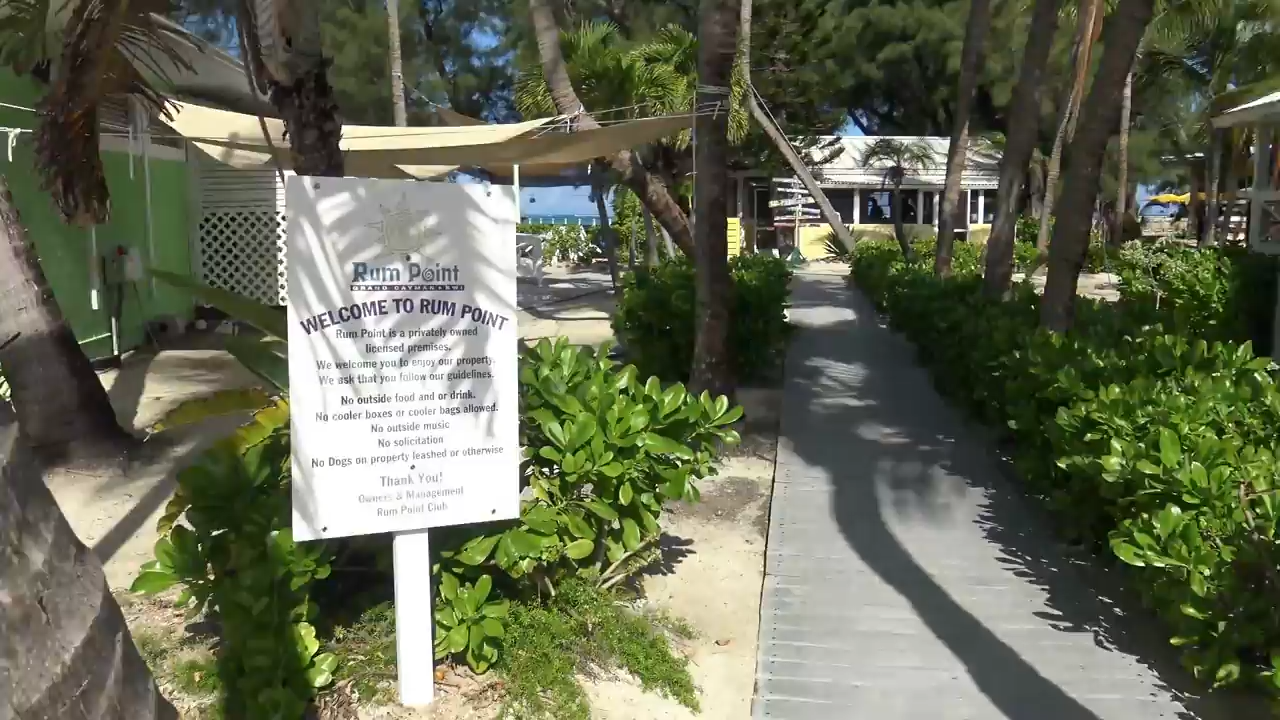 Rum Point
GRAND CAYMAN • BWI
WELCOME TO RUM POINT
Rum Point is a privately owned
licensed premises.
We welcome you to enjoy our property.
We ask that you follow our guidelines.
No outside food and or drink.
No cooler boxes or cooler bags allowed.
No outside music
No solicitation
No Dogs on property leashed or otherwise
Thank You!
Owners & Management
Rum Point Club